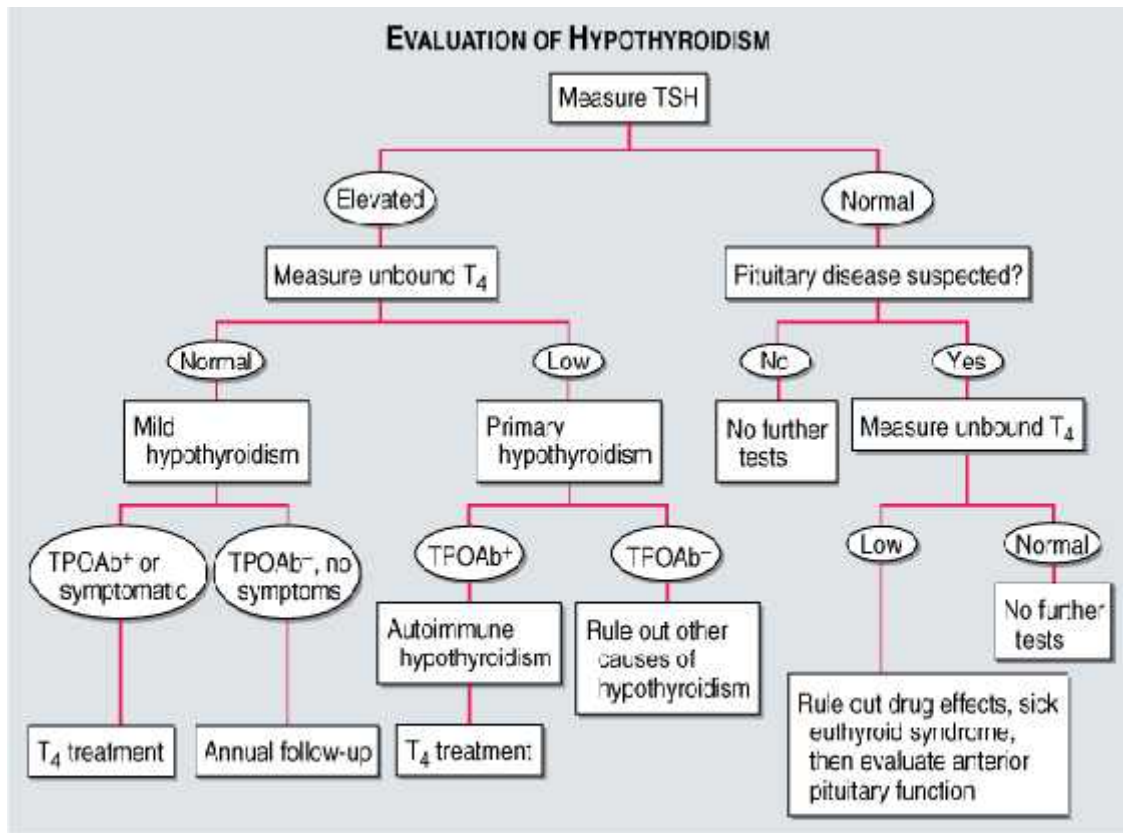 EVALUATION OF HYPOTHYROIDISM
Measure TSH
Elevated
Normal
Measure unbound T4
Pituitary disease suspected?
Normal
Low
No
Yes
Mild
hypothyroidism
Primary
hypothyroidism
No further
tests
Measure unbound T4
TPOAb+ or
symptomatic
TPOAb–, no
symptoms
TPOAb+
TPOAb–
Low
Normal
Autoimmune
hypothyroidism
Rule out other
causes of
hypothyroidism
No further
tests
T4 treatment
Annual follow-up
T4 treatment
Rule out drug effects, sick
euthyroid syndrome,
then evaluate anterior
pituitary function